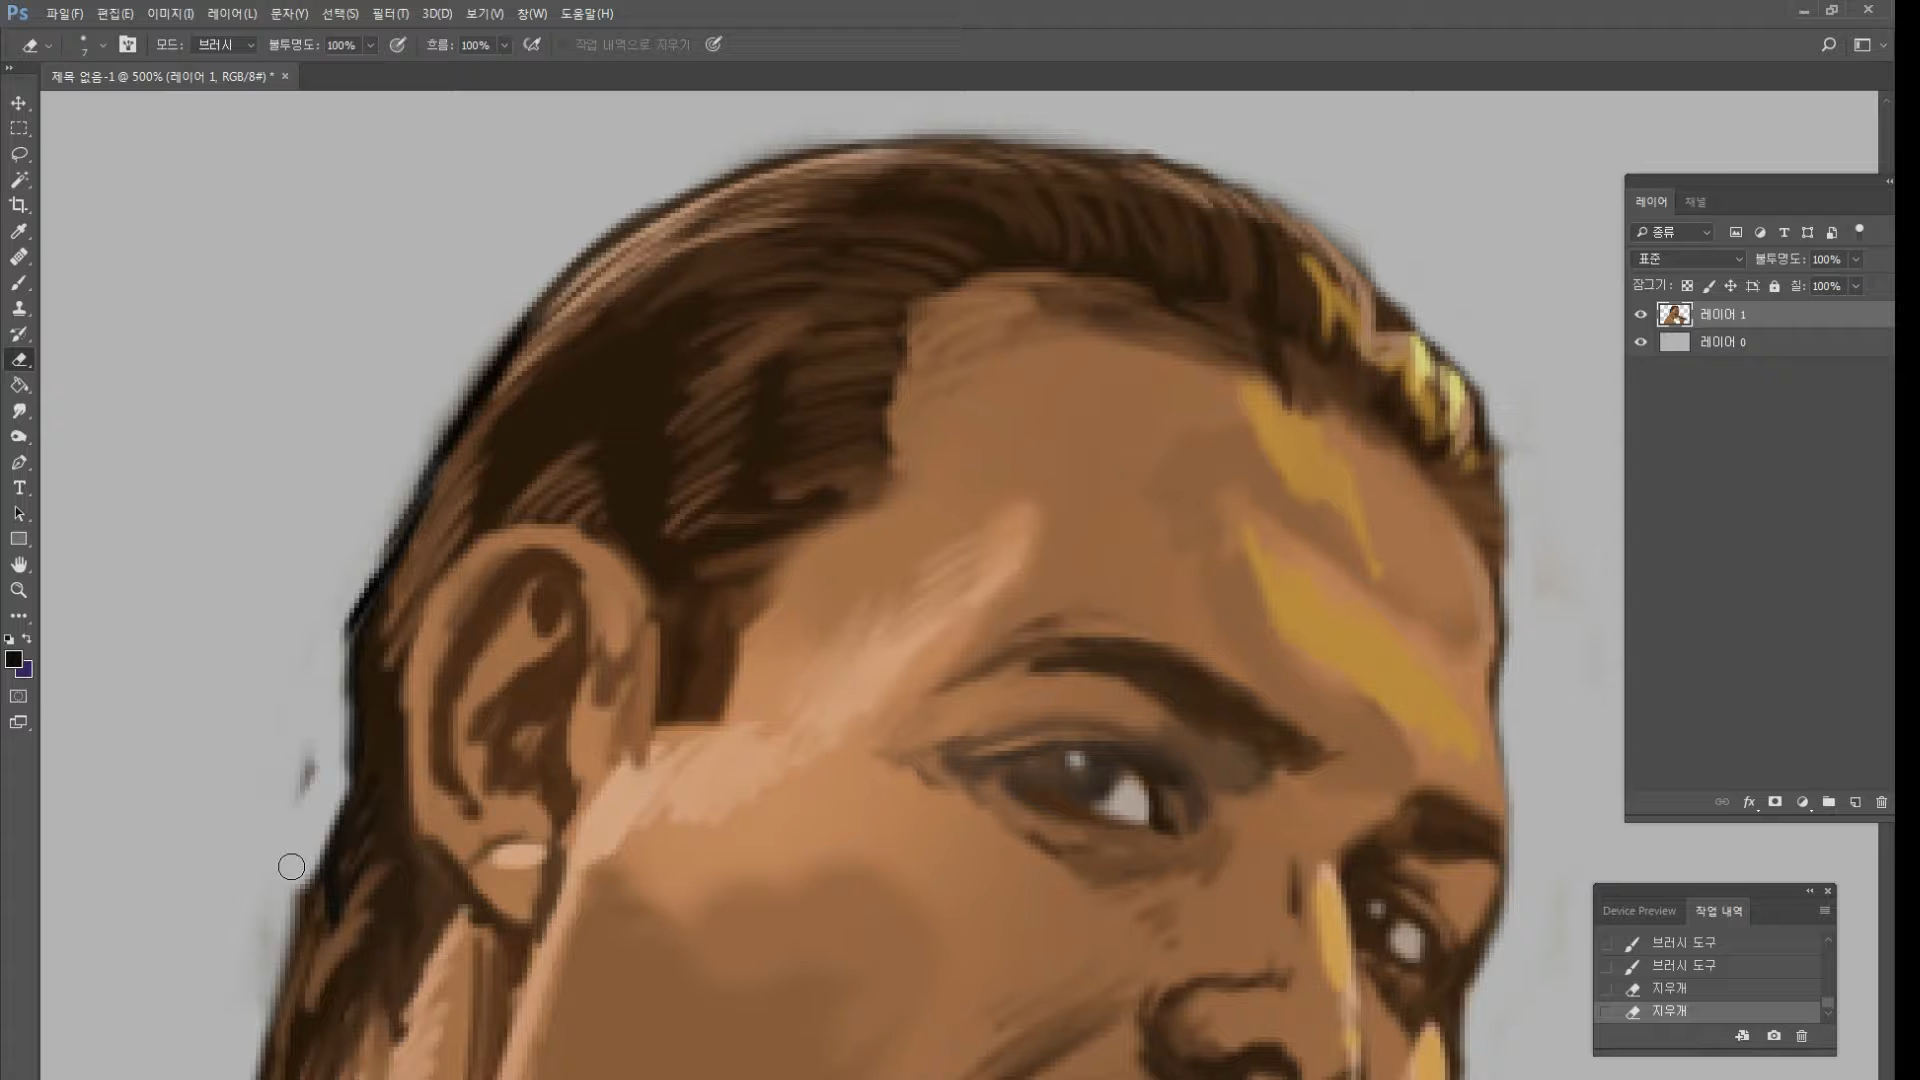 Ps 파일(F) 편집(E) 이미지(I) 레이어(L) 문자(Y) 선택(S) 필터(T) 3D(D) 보기(V) 창(W) 도움말(H)
7 모드: 브러시 불투명도: 100% 흐름: 100% 작업 내역으로 지우기
제목 없음-1 @ 500% (레이어 1, RGB/8#) * ×
레이어 채널
종류
표준 불투명도: 100%
잠그기: 칠: 100%
레이어 1
레이어 0
fx
Device Preview 작업 내역
브러시 도구
브러시 도구
지우개
지우개